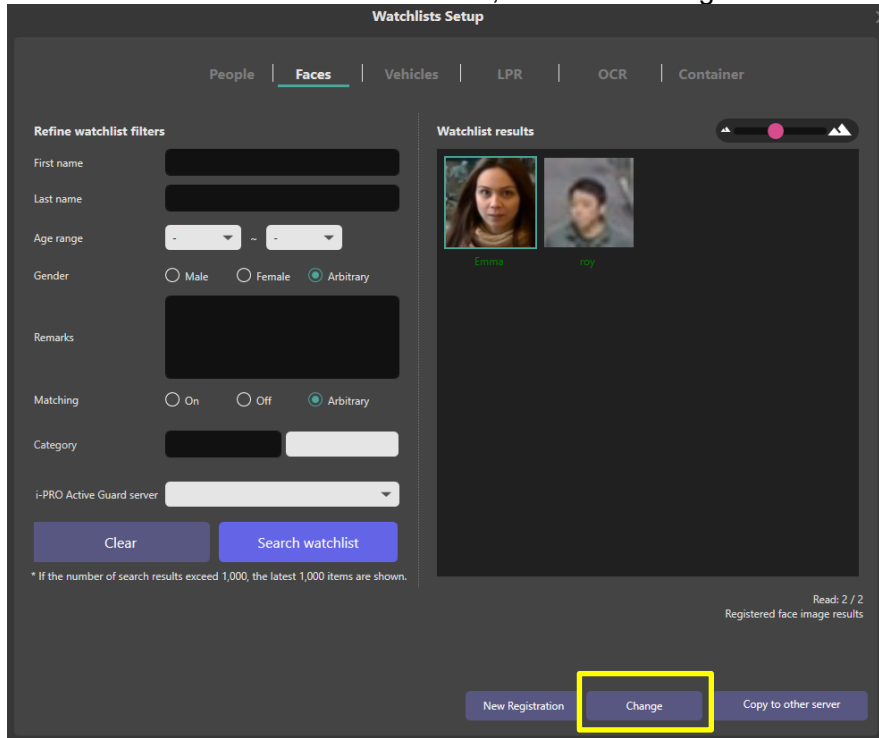 Watchlists Setup
People Faces Vehicles LPR OCR Container
Refine watchlist filters
First name
Last name
Age range - ~ -
Gender Male Female Arbitrary
Remarks
Matching On Off Arbitrary
Category
i-PRO Active Guard server
Clear Search watchlist
* If the number of search results exceed 1,000, the latest 1,000 items are shown.
Watchlist results
Emma roy
Read: 2 / 2
Registered face image results
New Registration Change Copy to other server